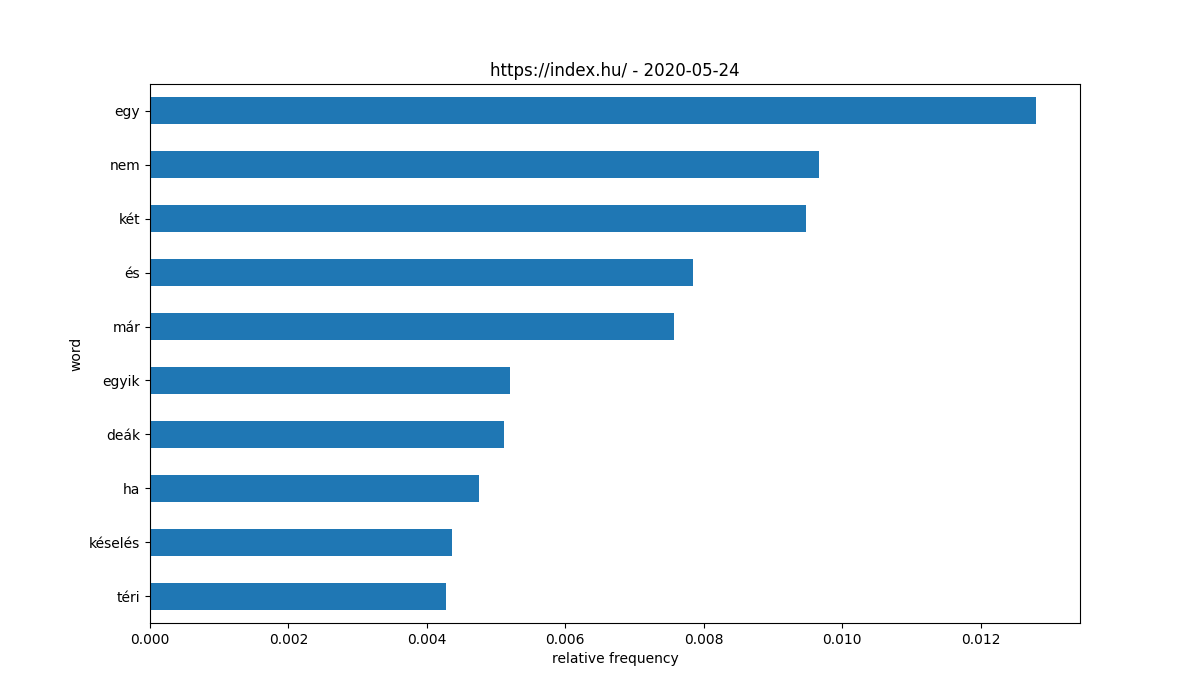 https://index.hu/ - 2020-05-24
egy
nem
két
és
már
egyik
deák
ha
késelés
téri
word
0.000 0.002 0.004 0.006 0.008 0.010 0.012
relative frequency